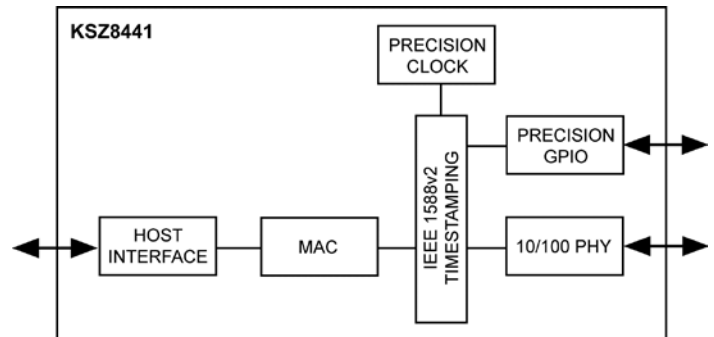 KSZ8441
PRECISION
CLOCK
PRECISION
GPIO
IEEE 1588v2
TIMESTAMPING
HOST
INTERFACE
MAC
10/100 PHY